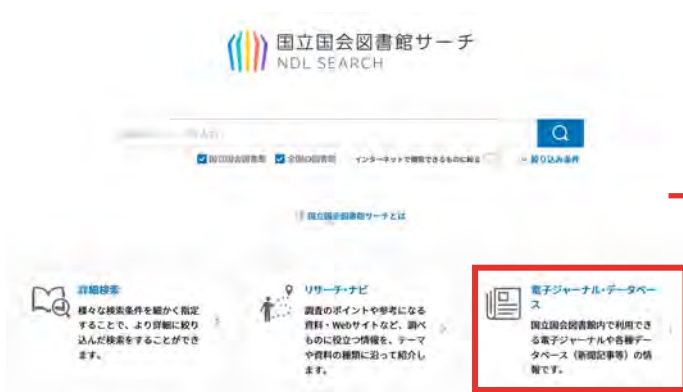 国立国会図書館サーチ
NDL SEARCH
国立国会図書館 全国の図書館 インターネットで閲覧できるものに絞る 絞り込み条件
国立国会図書館サーチとは
詳細検索
様々な検索条件を細かく指定
することで、より詳細に絞り
込んだ検索をすることができ
ます。
リサーチ・ナビ
調査のポイントや参考になる
資料・Webサイトなど、調べ
ものに役立つ情報を、テーマ
や資料の種類に沿って紹介し
ます。
電子ジャーナル・データベー
ス
国立国会図書館内で利用でき
る電子ジャーナルや各種デー
タベース（新聞記事等）の情
報です。